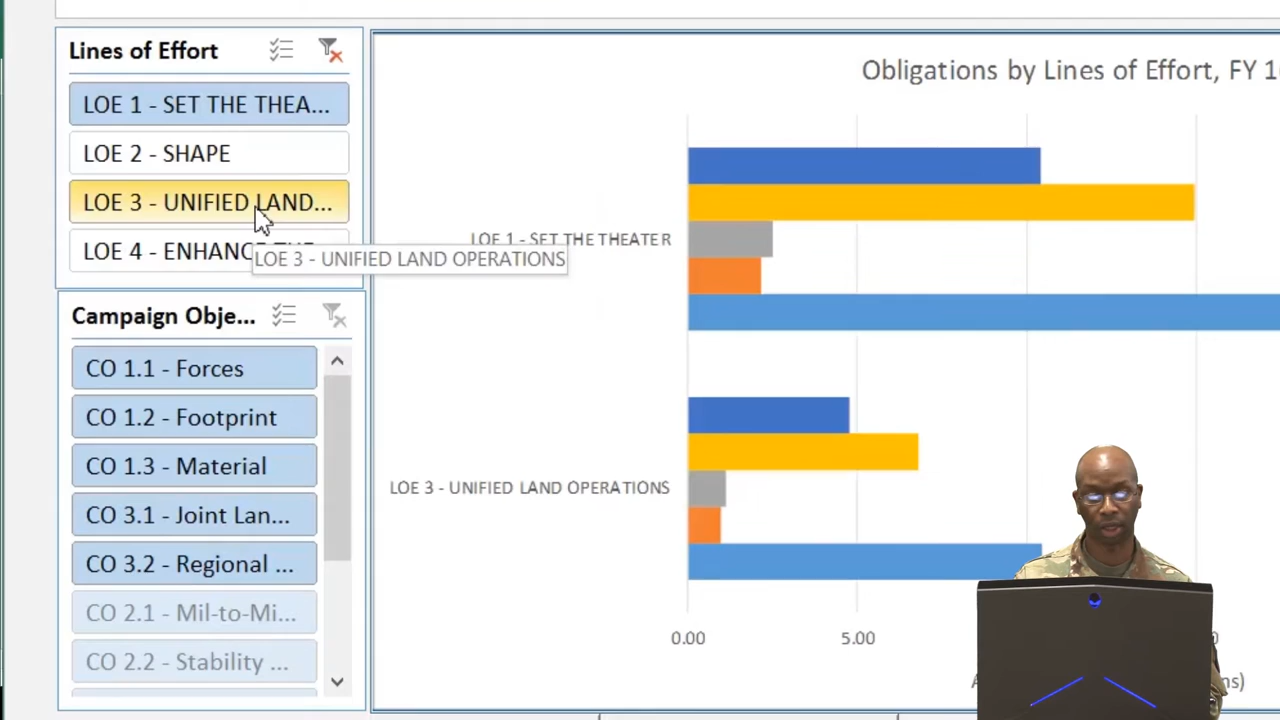 Lines of Effort
LOE 1 - SET THE THEA...
LOE 2 - SHAPE
LOE 3 - UNIFIED LAND...
LOE 4 - ENHANCE
LOE 3 - UNIFIED LAND OPERATIONS
Campaign Obje...
CO 1.1 - Forces
CO 1.2 - Footprint
CO 1.3 - Material
CO 3.1 - Joint Lan...
CO 3.2 - Regional ...
CO 2.1 - Mil-to-Mi...
CO 2.2 - Stability ...
Obligations by Lines of Effort, FY 1
LOE 1 - SET THE THEATER
LOE 3 - UNIFIED LAND OPERATIONS
0.00 5.00